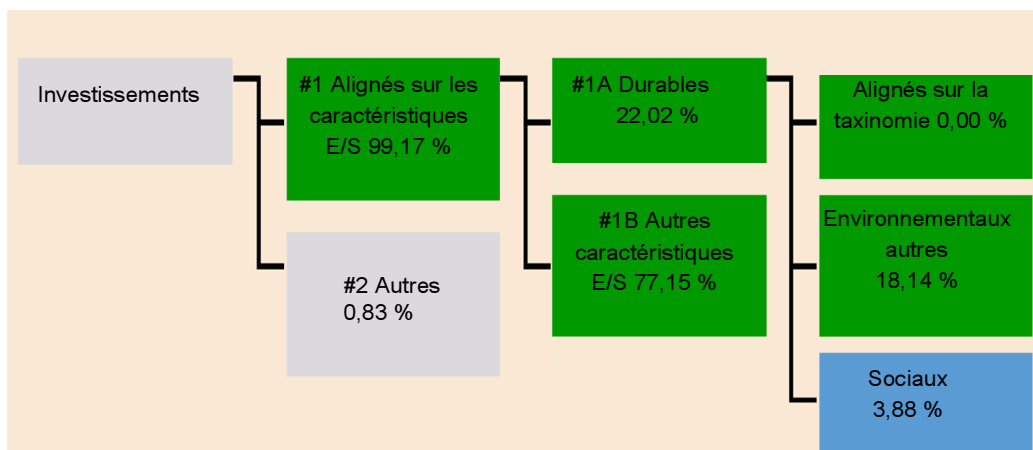 Investissements
#1 Alignés sur les
caractéristiques
E/S 99,17 %
#2 Autres
0,83 %
#1A Durables
22,02 %
#1B Autres
caractéristiques
E/S 77,15 %
Alignés sur la
taxinomie 0,00 %
Environnementaux
autres
18,14 %
Sociaux
3,88 %